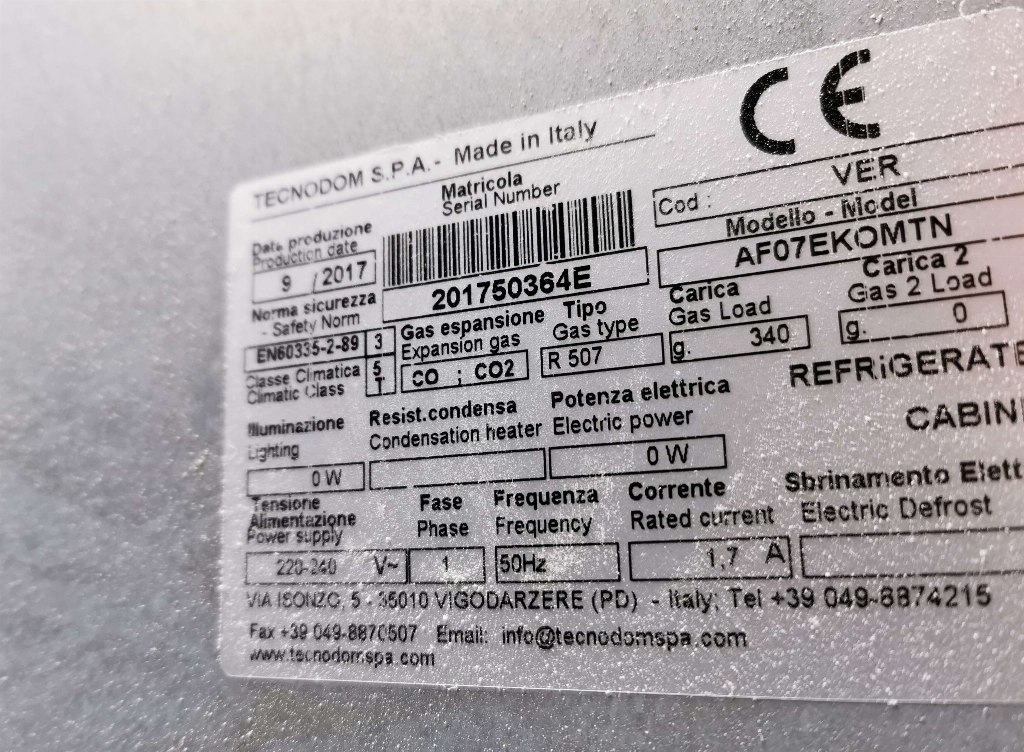 CE
TECNODOM S.P.A. - Made in Italy
Matricola
Serial Number
Data produzione
Production date
9 / 2017
201750364E
Cod :
VER
Modello - Model
AF07EKOMTN
Norma sicurezza
- Safety Norm
EN60335-2-89
3
Classe Climatica
Climatic Class
5
T
Gas espansione
Expansion gas
CO ; CO2
Tipo
Gas type
R 507
Carica
Gas Load
g. 340
Carica 2
Gas 2 Load
g. 0
REFRiGERATE
CABIN
Illuminazione
Lighting
0 W
Resist.condensa
Condensation heater
Potenza elettrica
Electric power
0 W
Tensione
Alimentazione
Power supply
220-240 V~
Fase
Phase
1
Frequenza
Frequency
50Hz
Corrente
Rated current
1,7 A
Sbrinamento Elett
Electric Defrost
VIA ISONZO, 5 - 35010 VIGODARZERE (PD) - Italy; Tel +39 049-8874215
Fax +39 049-8870507 Email: info@tecnodomspa.com
www.tecnodomspa.com